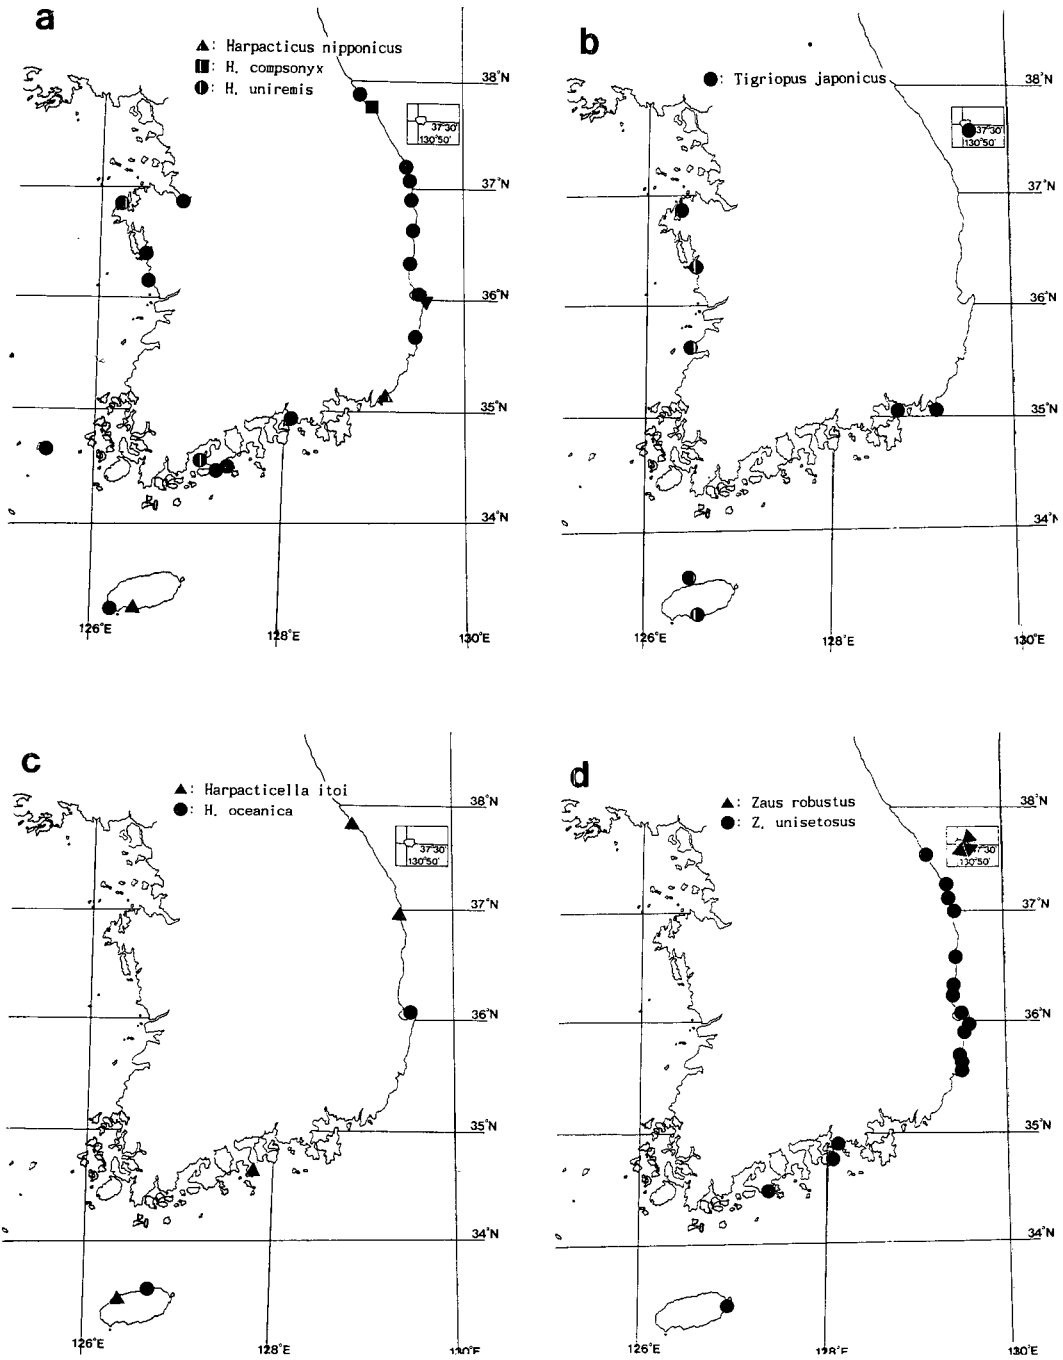 a
▲: Harpacticus nipponicus
■: H. compsonyx
●: H. uniremis
38°N
37°30'
130°50'
37°N
36°N
35°N
34°N
126°E
128°E
130°E
b
●: Tigriopus japonicus
38°N
37°30'
130°50'
37°N
36°N
35°N
34°N
126°E
128°E
130°E
c
▲: Harpacticella itoi
●: H. oceanica
38°N
37°30'
130°50'
37°N
36°N
35°N
34°N
126°E
128°E
130°E
d
▲: Zaus robustus
●: Z. unisetosus
38°N
37°30'
130°50'
37°N
36°N
35°N
34°N
126°E
128°E
130°E